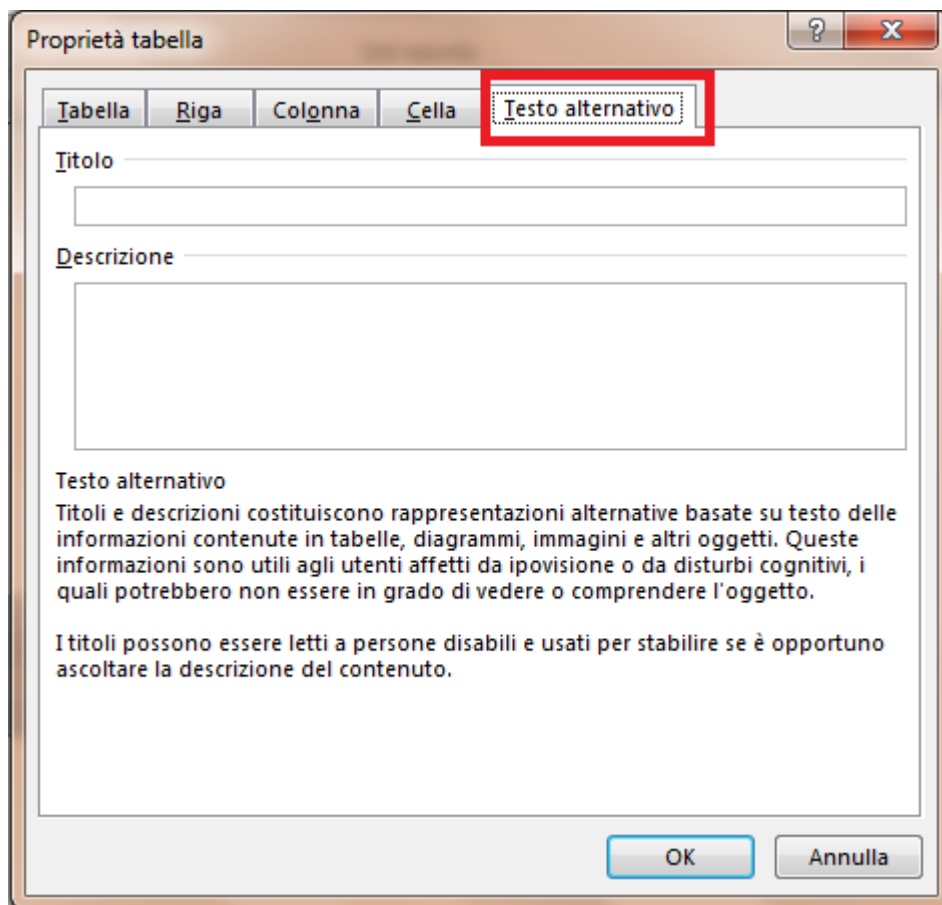 Proprietà tabella
?
X
Tabella Riga Colonna Cella Testo alternativo
Titolo
Descrizione
Testo alternativo
Titoli e descrizioni costituiscono rappresentazioni alternative basate su testo delle
informazioni contenute in tabelle, diagrammi, immagini e altri oggetti. Queste
informazioni sono utili agli utenti affetti da ipovisione o da disturbi cognitivi, i
quali potrebbero non essere in grado di vedere o comprendere l'oggetto.
I titoli possono essere letti a persone disabili e usati per stabilire se è opportuno
ascoltare la descrizione del contenuto.
OK Annulla